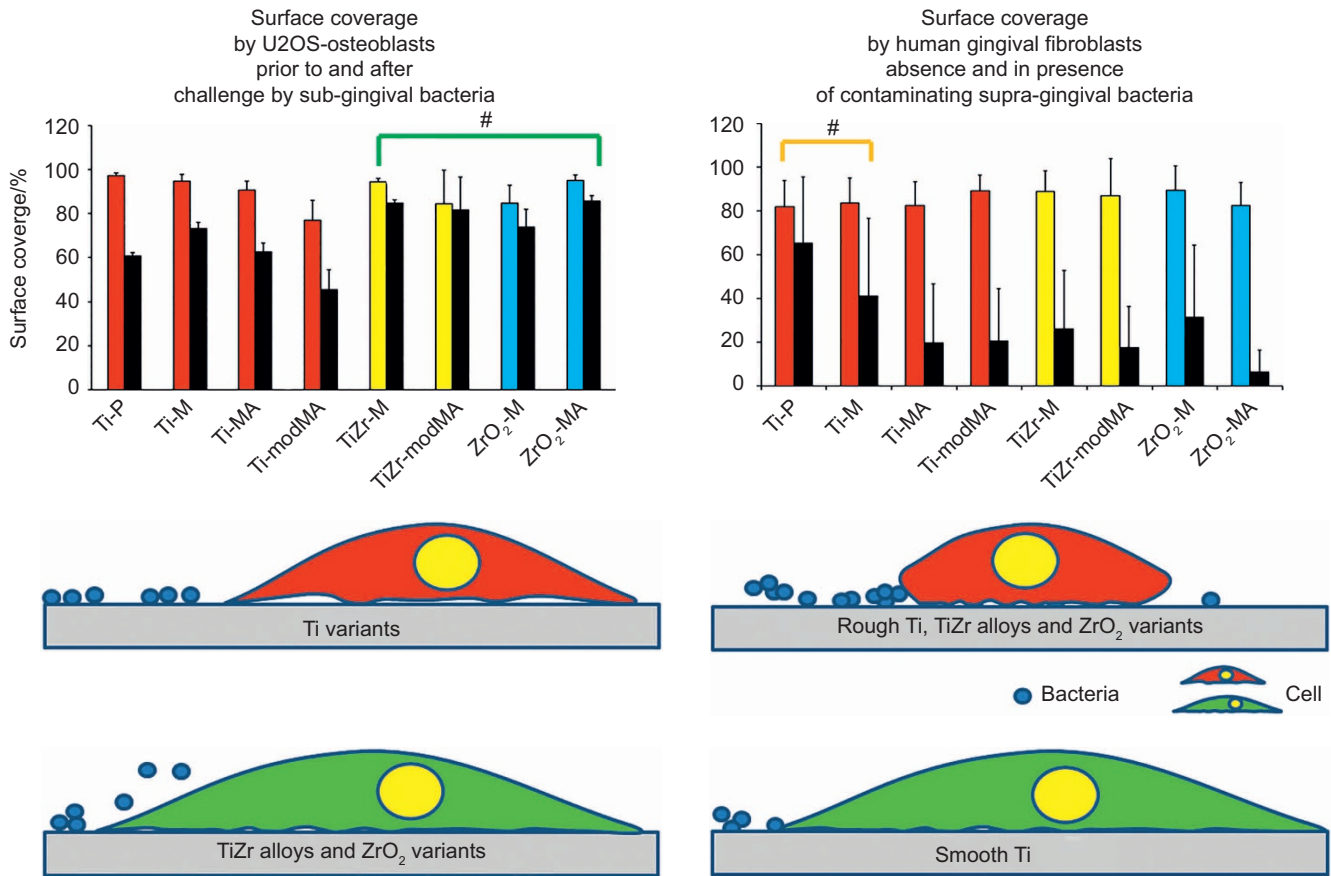 Surface coverage
by U2OS-osteoblasts
prior to and after
challenge by sub-gingival bacteria
#
120
100
80
60
40
20
0
Surface coverge/%
Ti-P
Ti-M
Ti-MA
Ti-modMA
TiZr-M
TiZr-modMA
ZrO₂-M
ZrO₂-MA
Surface coverage
by human gingival fibroblasts
absence and in presence
of contaminating supra-gingival bacteria
#
120
100
80
60
40
20
0
Ti-P
Ti-M
Ti-MA
Ti-modMA
TiZr-M
TiZr-modMA
ZrO₂-M
ZrO₂-MA
Ti variants
Rough Ti, TiZr alloys and ZrO₂ variants
Bacteria
Cell
TiZr alloys and ZrO₂ variants
Smooth Ti